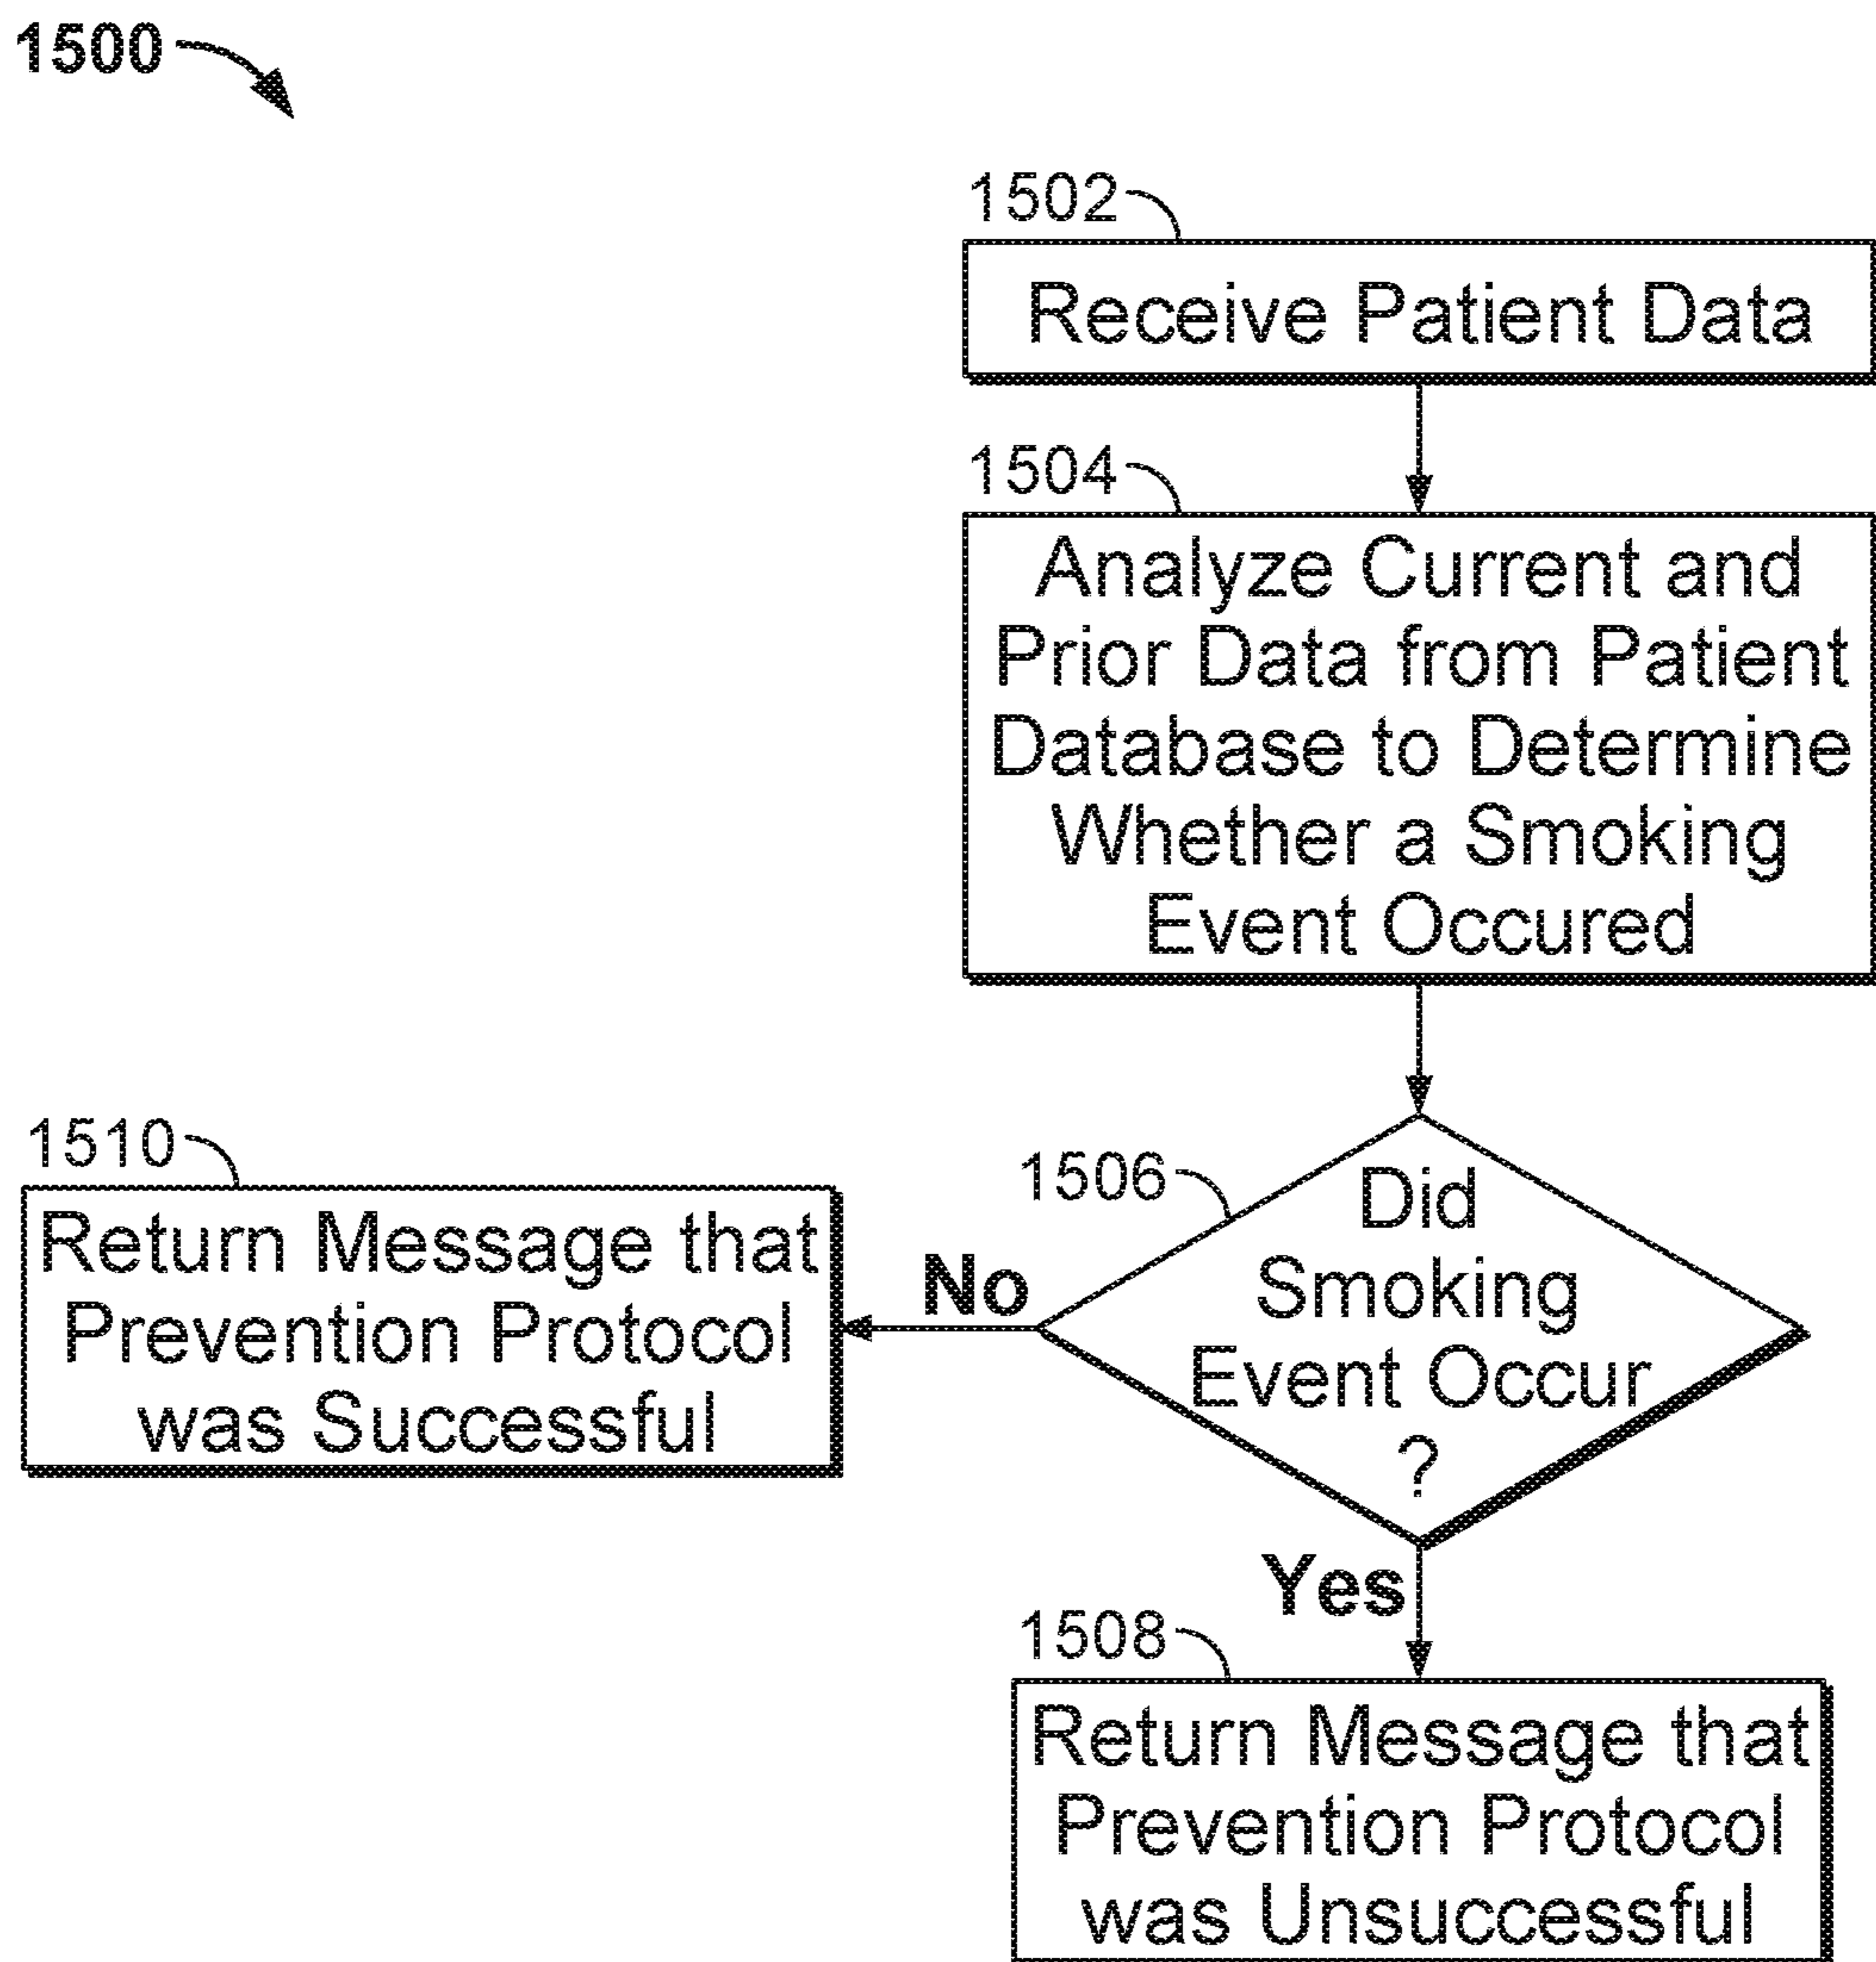 1500
1502
Receive Patient Data
1504
Analyze Current and
Prior Data from Patient
Database to Determine
Whether a Smoking
Event Occured
1510
Return Message that
Prevention Protocol
was Successful
No
1506
Did
Smoking
Event Occur
?
Yes
1508
Return Message that
Prevention Protocol
was Unsuccessful